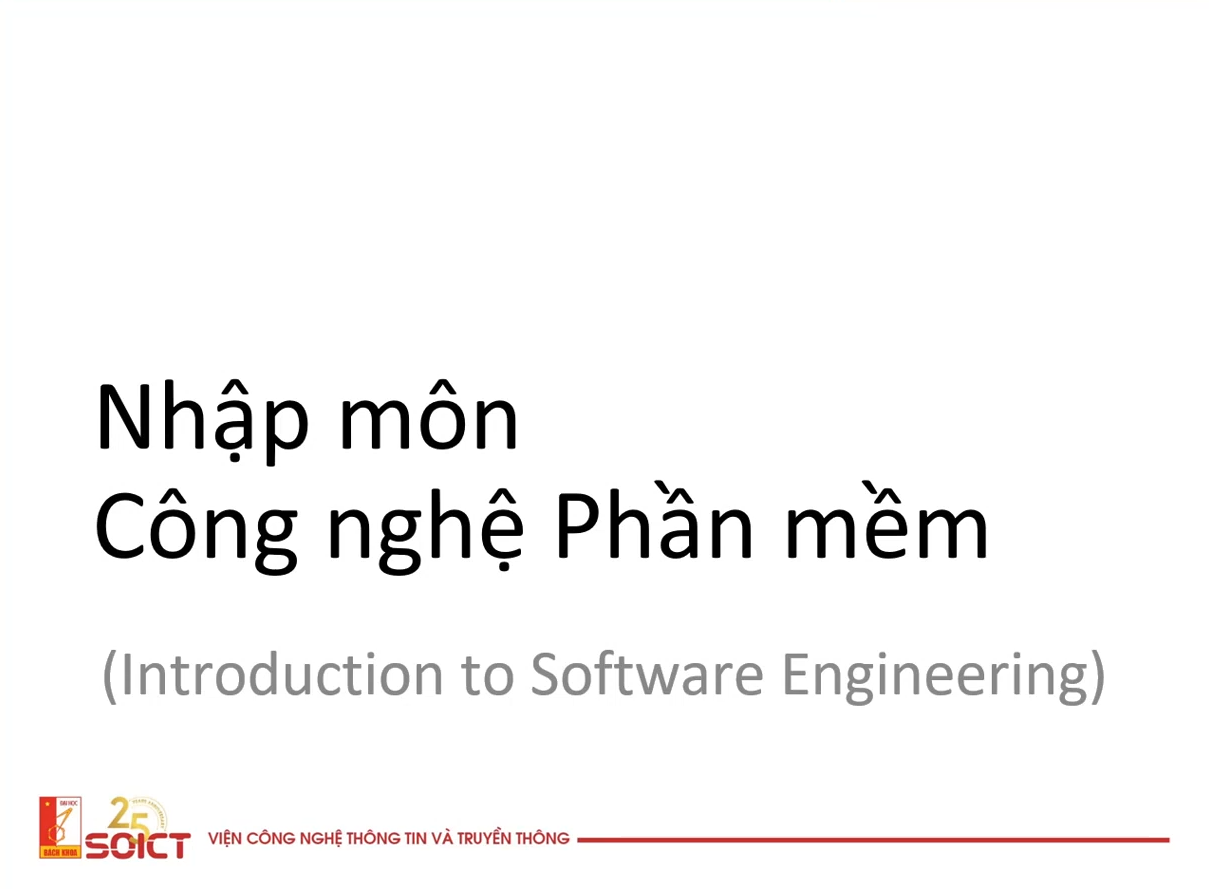 Nhập môn
Công nghệ Phần mềm
(Introduction to Software Engineering)
ĐẠI HỌC
BÁCH KHOA
25
SOICT
VIỆN CÔNG NGHỆ THÔNG TIN VÀ TRUYỀN THÔNG